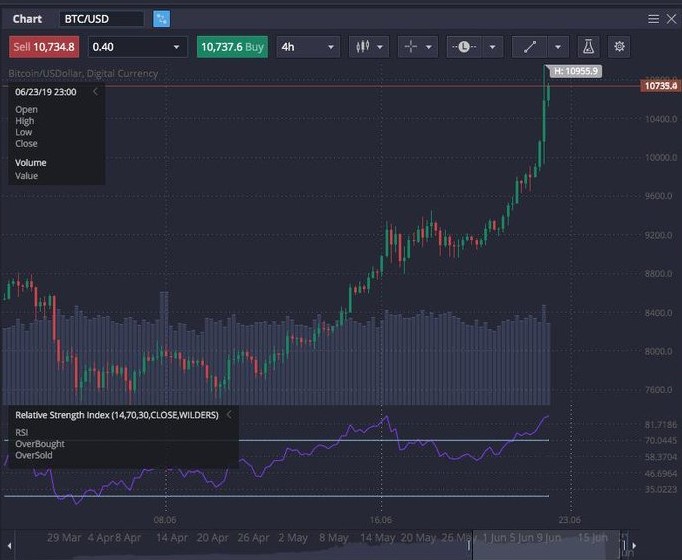 Chart BTC/USD
Sell 10,734.8 0.40 10,737.6 Buy 4h
Bitcoin/USDollar, Digital Currency
H: 10955.9
06/23/19 23:00
Open
High
Low
Close
Volume
Value
10739.4
10400.0
10000.0
9600.0
9200.0
8800.0
8400.0
8000.0
7600.0
Relative Strength Index (14,70,30,CLOSE,WILDERS)
RSI
OverBought
OverSold
81.7186
70.0445
58.3704
46.6964
35.0223
08.06 16.06 23.06
29 Mar 4 Apr 8 Apr 14 Apr 20 Apr 26 Apr 2 May 8 May 14 May 20 May 26 May 1 Jun 5 Jun 9 Jun 15 Jun